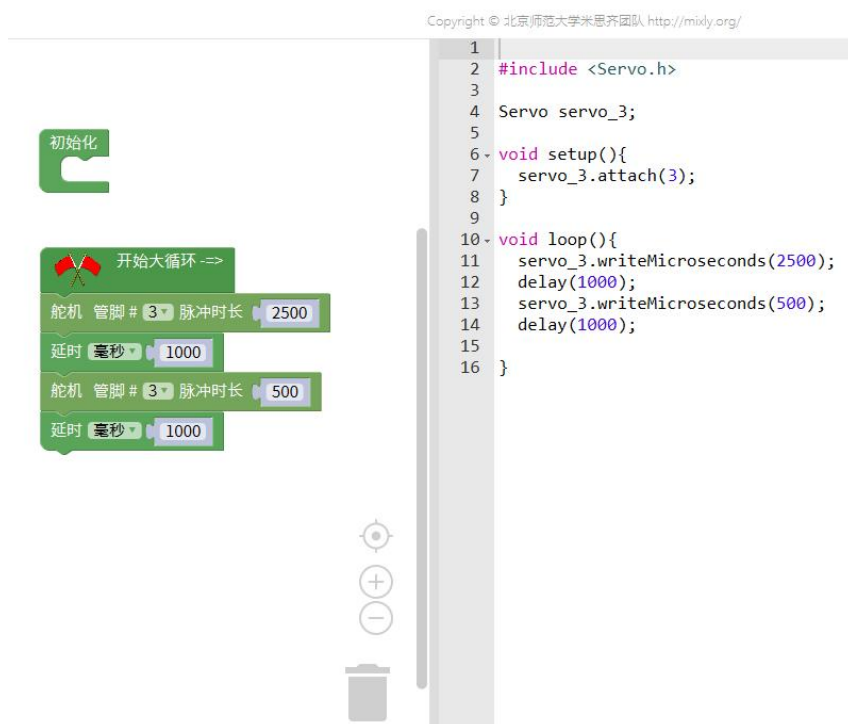 Copyright © 北京师范大学米思齐团队 http://mixly.org/
初始化
开始大循环 -=>
舵机 管脚 # 3 脉冲时长 2500
延时 毫秒 1000
舵机 管脚 # 3 脉冲时长 500
延时 毫秒 1000
1
2 #include <Servo.h>
3
4 Servo servo_3;
5
6 void setup(){
7 servo_3.attach(3);
8 }
9
10 void loop(){
11 servo_3.writeMicroseconds(2500);
12 delay(1000);
13 servo_3.writeMicroseconds(500);
14 delay(1000);
15
16 }